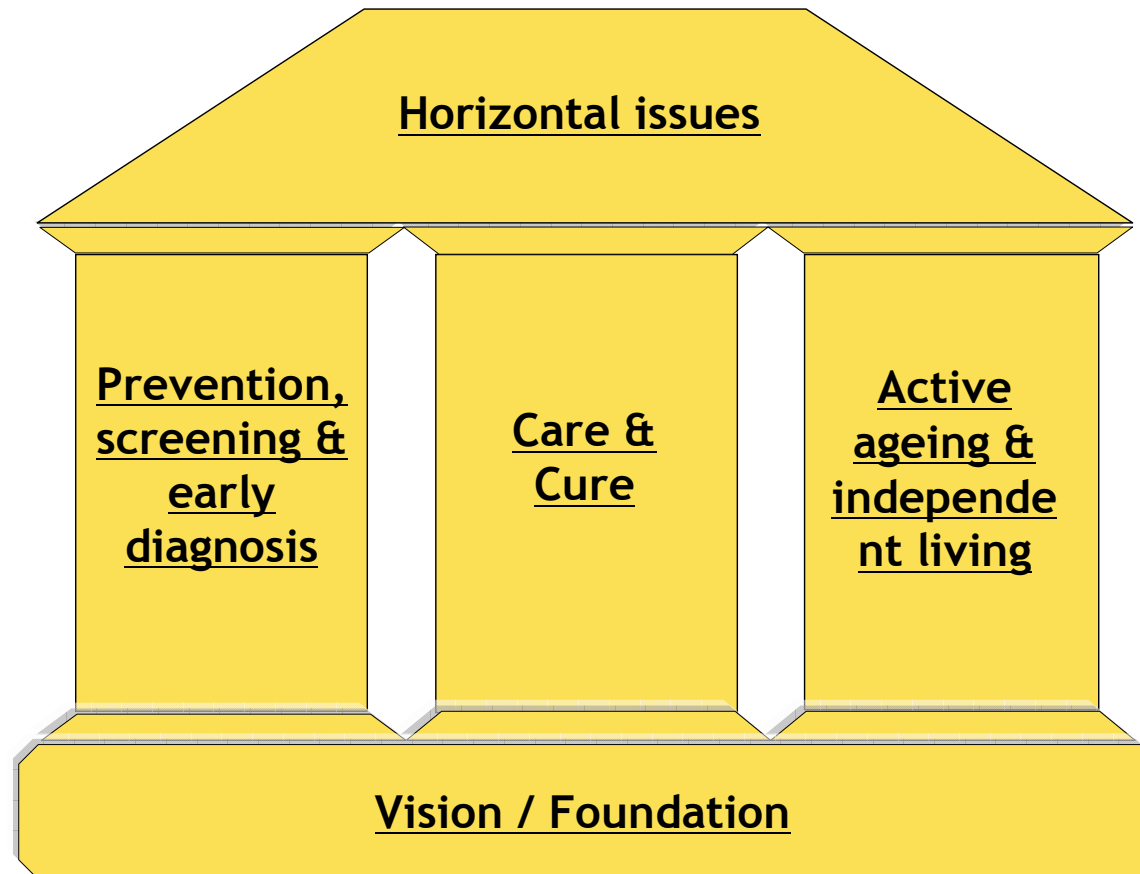 Horizontal issues
Prevention,
screening &
early
diagnosis
Care &
Cure
Active
ageing &
independe
nt living
Vision / Foundation